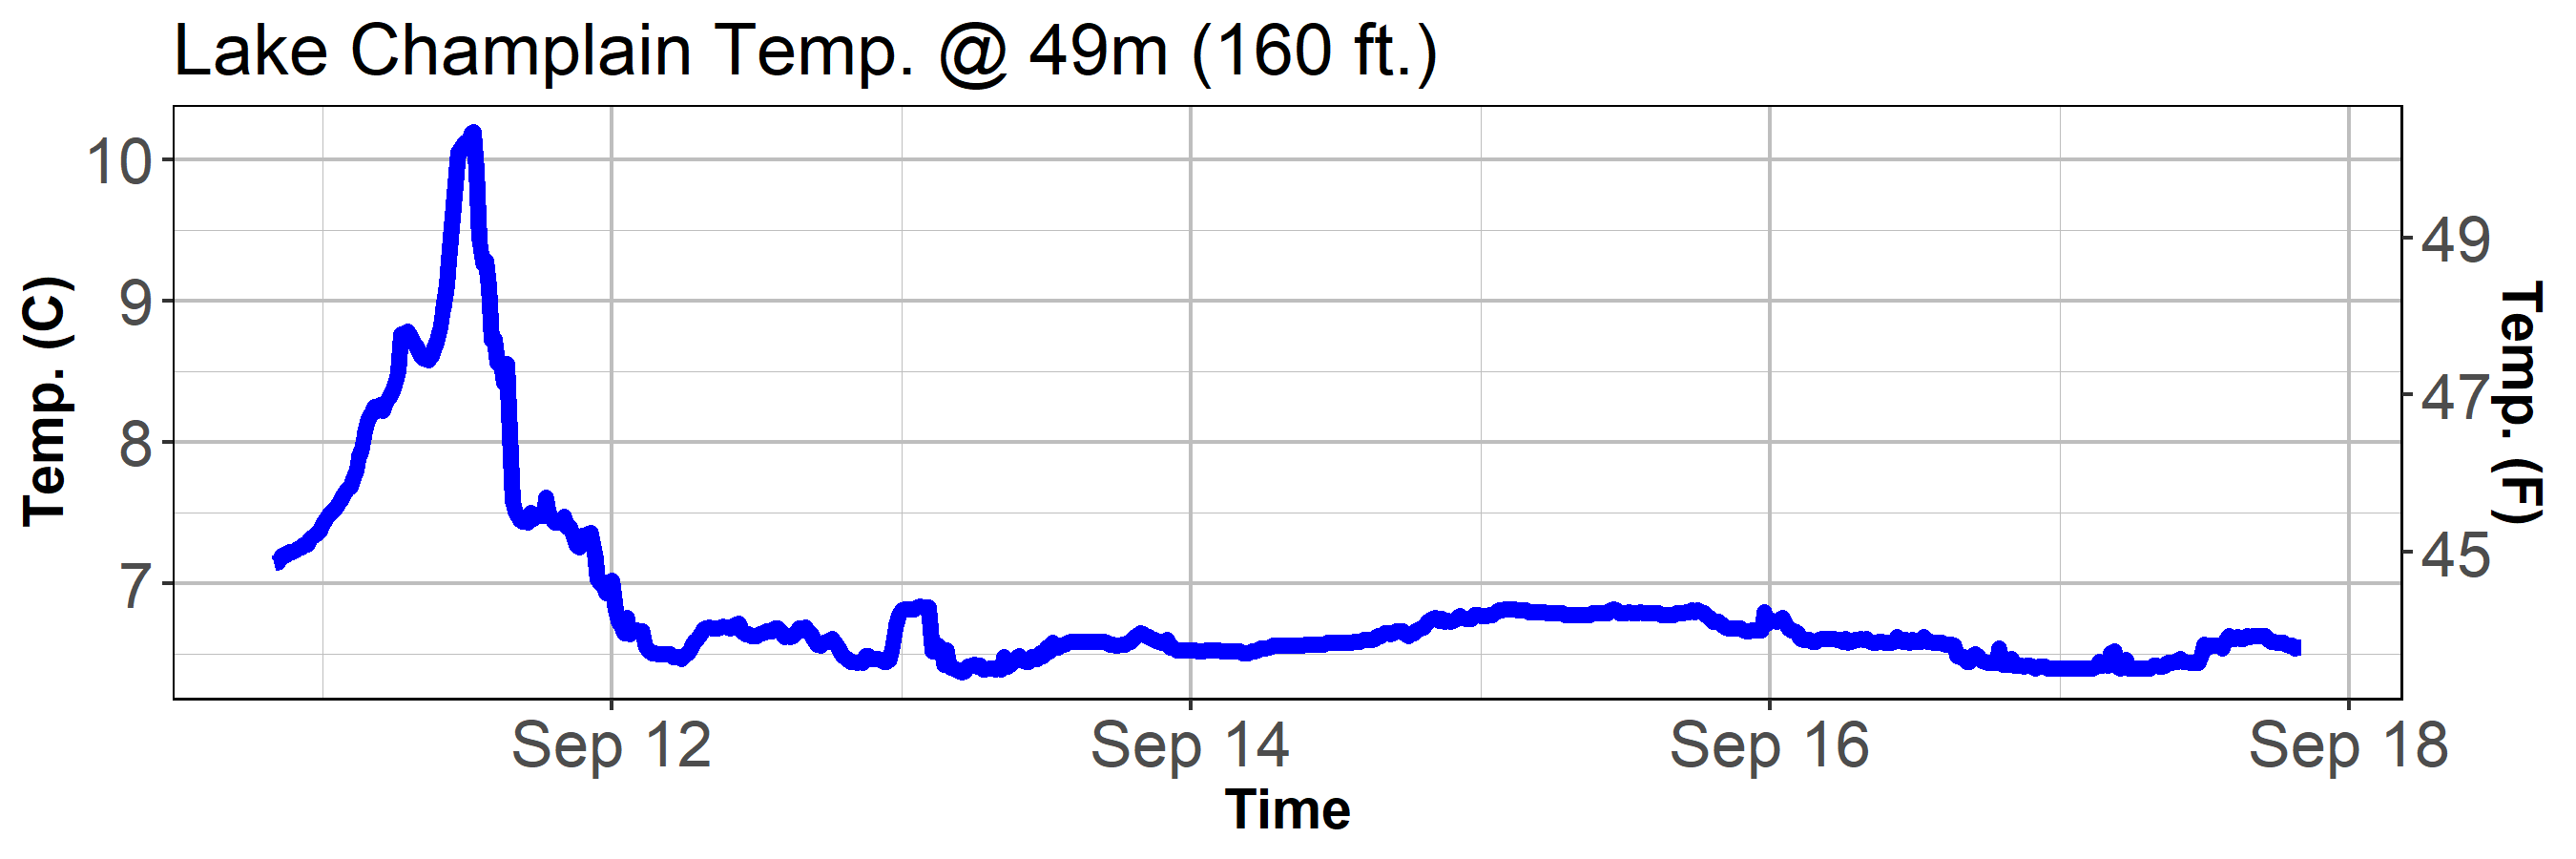 Lake Champlain Temp. @ 49m (160 ft.)
10
9
8
7
Temp. (C)
49
47
45
Temp. (F)
Sep 12
Sep 14
Sep 16
Sep 18
Time